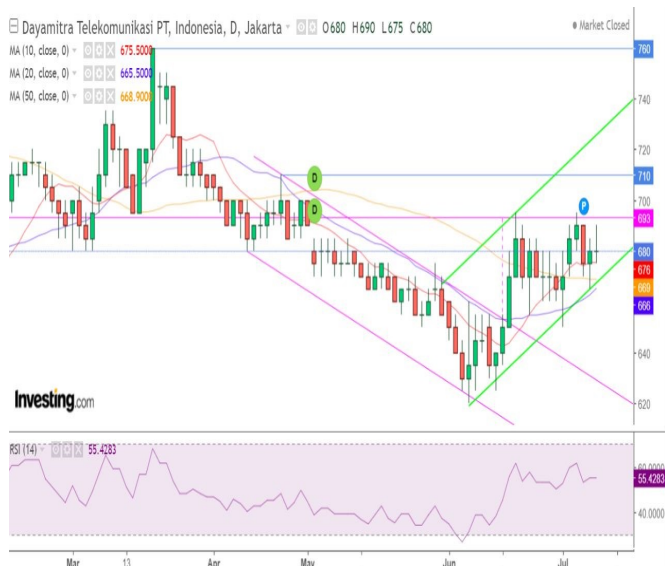 Dayamitra Telekomunikasi PT, Indonesia, D, Jakarta O680 H690 L675 C680
Market Closed
MA (10, close, 0) 675.5000
MA (20, close, 0) 665.5000
MA (50, close, 0) 668.9000
760
740
720
710
700
693
680
676
669
666
640
620
D
D
P
Investing.com
RSI (14) 55.4283
60.0000
55.4283
40.0000
Mar 13 Apr May Jun Jul